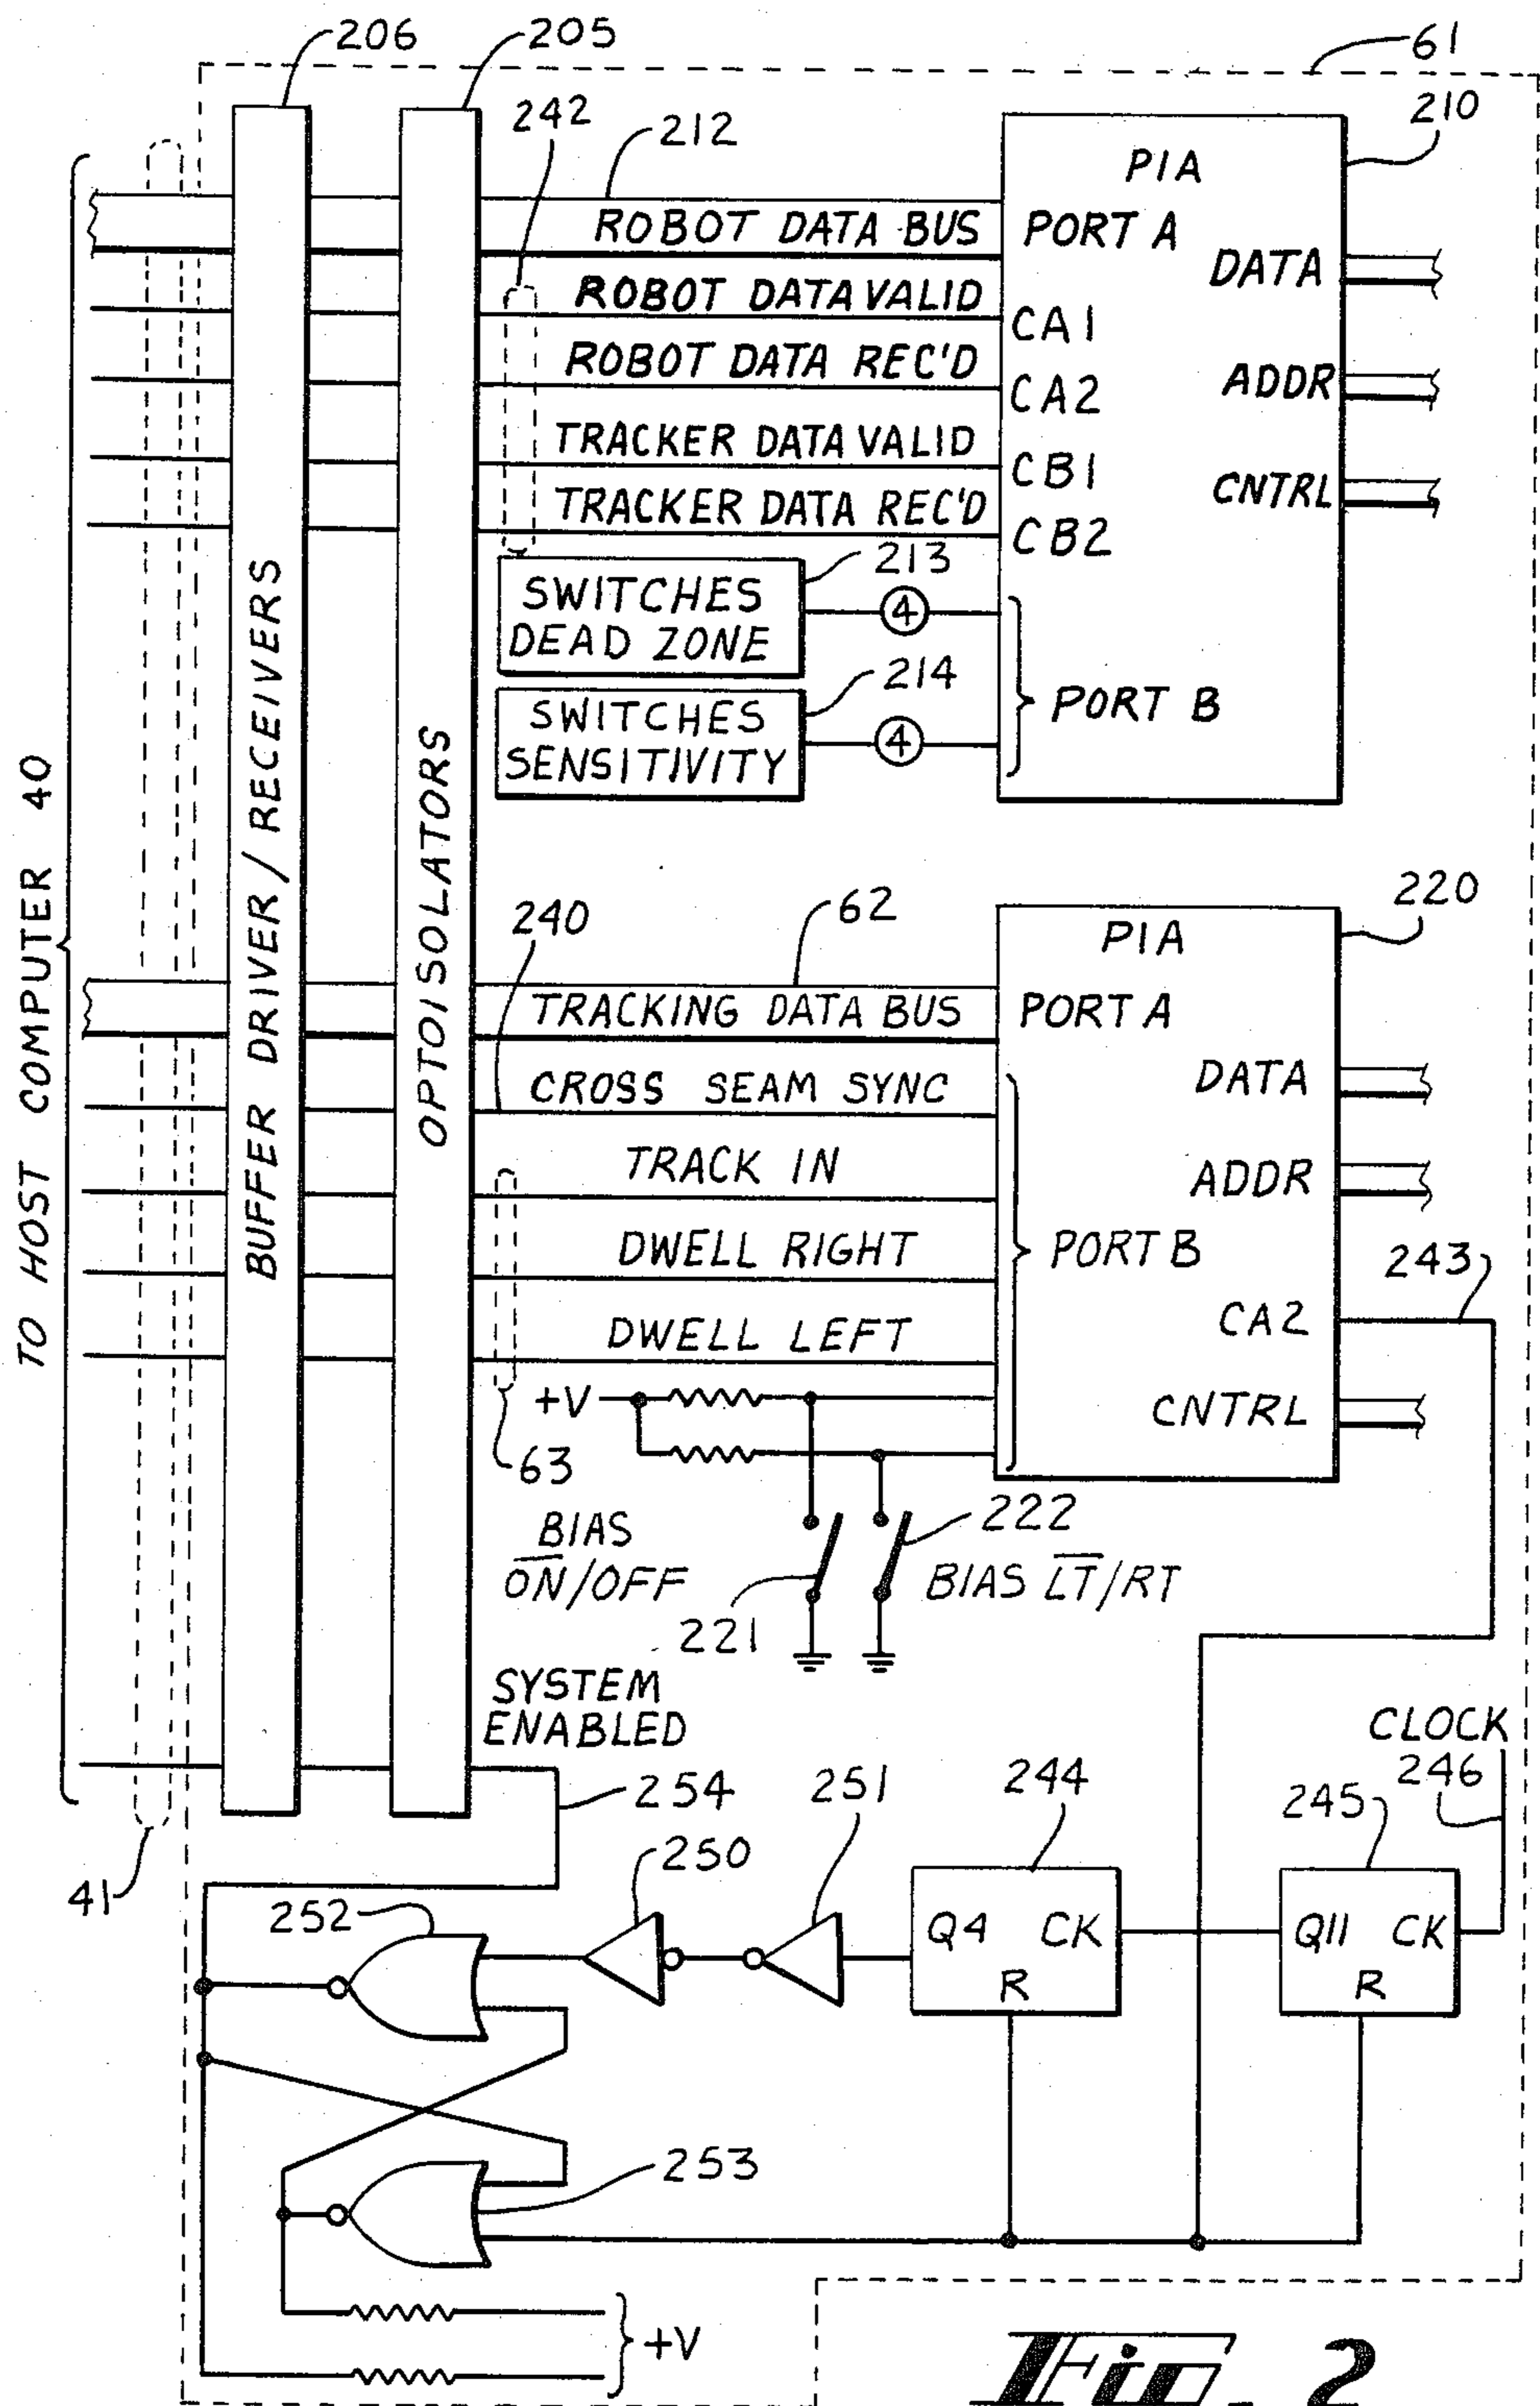 206
205
61
242
212
210
PIA
ROBOT DATA BUS
PORT A
DATA
ROBOT DATA VALID
CA1
ROBOT DATA REC'D
CA2
ADDR
TRACKER DATA VALID
CB1
CNTRL
TRACKER DATA REC'D
CB2
213
SWITCHES
DEAD ZONE
4
214
SWITCHES
SENSITIVITY
4
PORT B
TO HOST COMPUTER 40
BUFFER DRIVER/RECEIVERS
OPTOISOLATORS
240
62
220
PIA
TRACKING DATA BUS
PORT A
CROSS SEAM SYNC
DATA
TRACK IN
ADDR
DWELL RIGHT
PORT B
243
DWELL LEFT
CA2
+V
CNTRL
63
222
BIAS
ON/OFF
BIAS LT/RT
221
SYSTEM
ENABLED
CLOCK
254
251
244
245
246
250
41
252
Q4 CK
R
Q11 CK
R
253
+V
Fig. 2